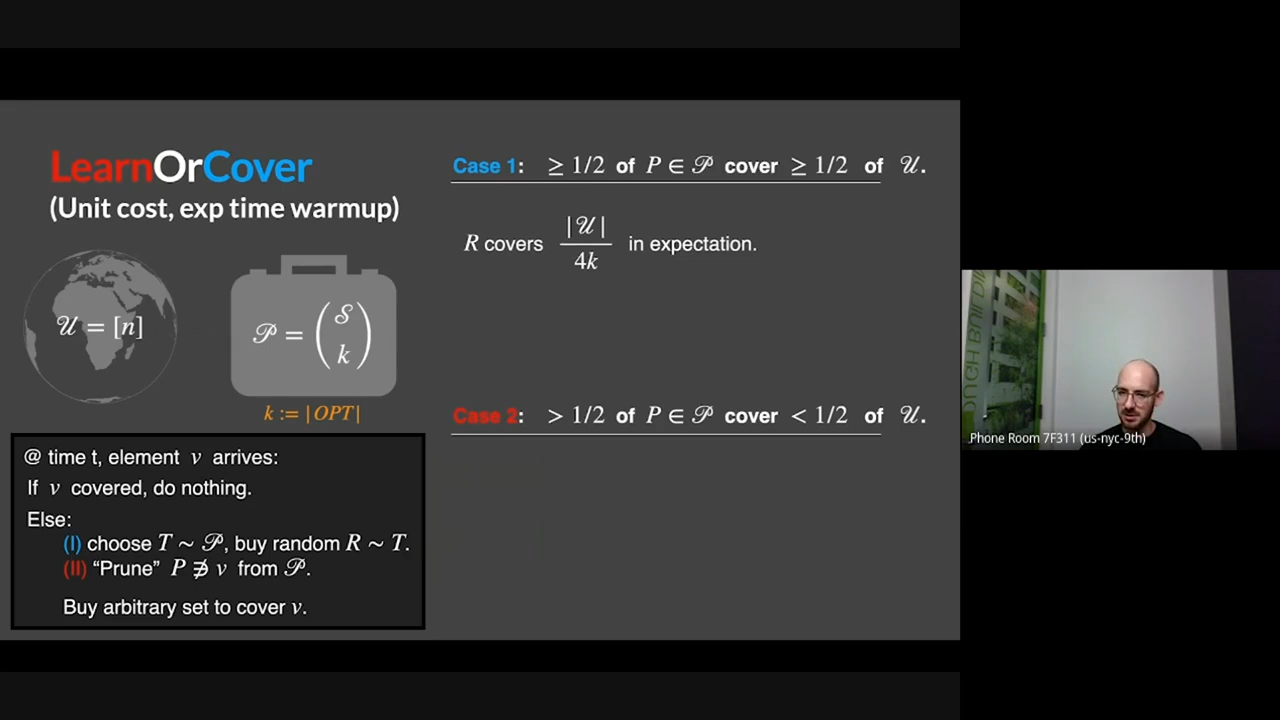 LearnOrCover
(Unit cost, exp time warmup)
𝒰 = [n]
𝒫 = (𝒮 k)
k := |OPT|
@ time t, element v arrives:
If v covered, do nothing.
Else:
(I) choose T ∼ 𝒫, buy random R ∼ T.
(II) “Prune” P ∌ v from 𝒫.
Buy arbitrary set to cover v.
Case 1: ≥ 1/2 of P ∈ 𝒫 cover ≥ 1/2 of 𝒰.
R covers |𝒰| / 4k in expectation.
Case 2: > 1/2 of P ∈ 𝒫 cover < 1/2 of 𝒰.
Phone Room 7F311 (us-nyc-9th)